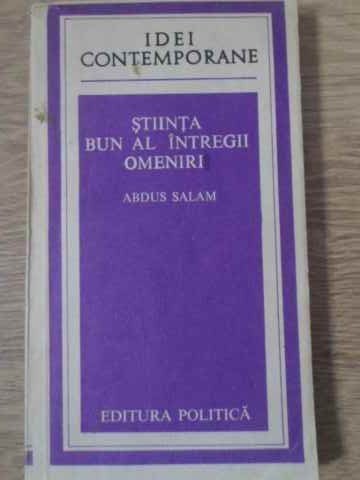 IDEI
CONTEMPORANE
ȘTIINȚA
BUN AL ÎNTREGII
OMENIRI
ABDUS SALAM
EDITURA POLITICĂ